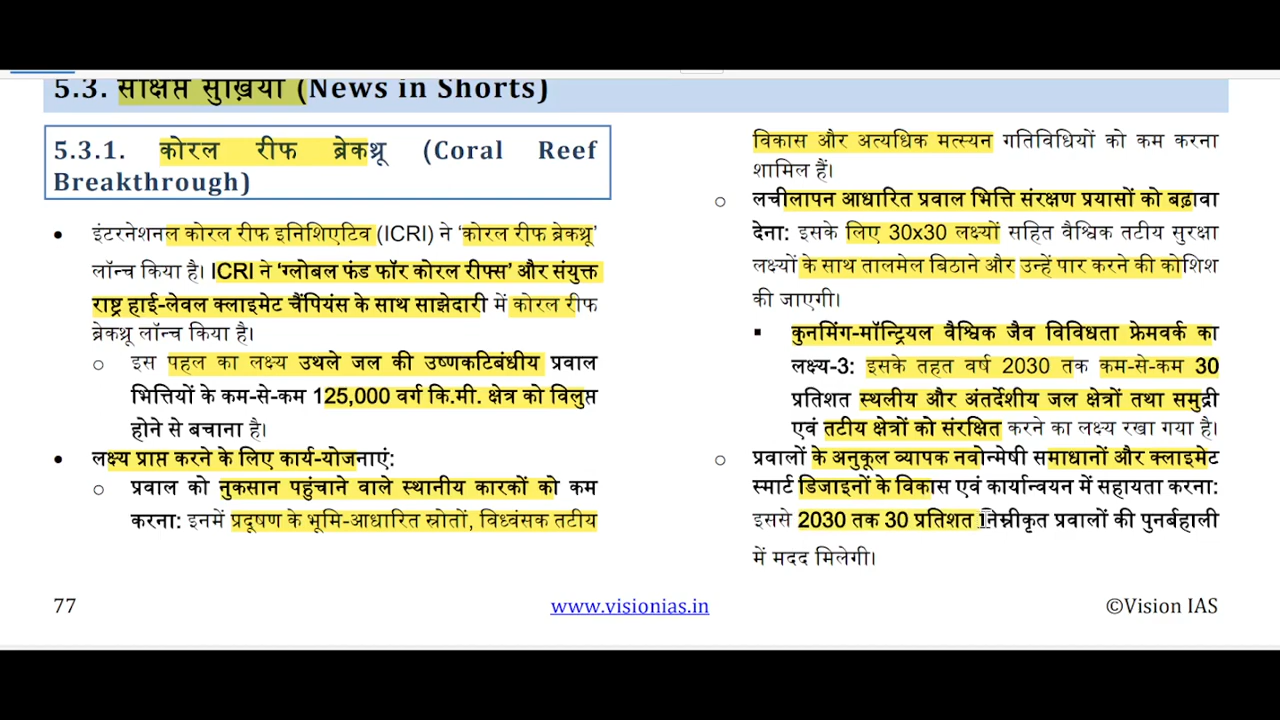 5.3. संक्षिप्त सुर्ख़ियां (News in Shorts)
5.3.1. कोरल रीफ ब्रेकथ्रू (Coral Reef
Breakthrough)
इंटरनेशनल कोरल रीफ इनिशिएटिव (ICRI) ने ‘कोरल रीफ ब्रेकथ्रू’
लॉन्च किया है। ICRI ने ‘ग्लोबल फंड फॉर कोरल रीफ्स’ और संयुक्त
राष्ट्र हाई-लेवल क्लाइमेट चैंपियंस के साथ साझेदारी में कोरल रीफ
ब्रेकथ्रू लॉन्च किया है।
इस पहल का लक्ष्य उथले जल की उष्णकटिबंधीय प्रवाल
भित्तियों के कम-से-कम 125,000 वर्ग कि.मी. क्षेत्र को विलुप्त
होने से बचाना है।
लक्ष्य प्राप्त करने के लिए कार्य-योजनाएं:
प्रवाल को नुकसान पहुंचाने वाले स्थानीय कारकों को कम
करना: इनमें प्रदूषण के भूमि-आधारित स्रोतों, विध्वंसक तटीय
विकास और अत्यधिक मत्स्यन गतिविधियों को कम करना
शामिल हैं।
लचीलापन आधारित प्रवाल भित्ति संरक्षण प्रयासों को बढ़ावा
देना: इसके लिए 30x30 लक्ष्यों सहित वैश्विक तटीय सुरक्षा
लक्ष्यों के साथ तालमेल बिठाने और उन्हें पार करने की कोशिश
की जाएगी।
कुनमिंग-मॉन्ट्रियल वैश्विक जैव विविधता फ्रेमवर्क का
लक्ष्य-3: इसके तहत वर्ष 2030 तक कम-से-कम 30
प्रतिशत स्थलीय और अंतर्देशीय जल क्षेत्रों तथा समुद्री
एवं तटीय क्षेत्रों को संरक्षित करने का लक्ष्य रखा गया है।
प्रवालों के अनुकूल व्यापक नवोन्मेषी समाधानों और क्लाइमेट
स्मार्ट डिजाइनों के विकास एवं कार्यान्वयन में सहायता करना:
इससे 2030 तक 30 प्रतिशत निम्नीकृत प्रवालों की पुनर्बहाली
में मदद मिलेगी।
77
www.visionias.in
©Vision IAS